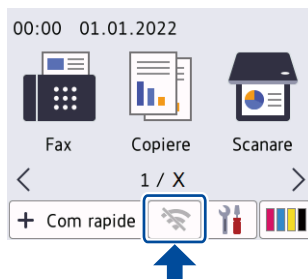 00:00 01.01.2022
Fax Copiere Scanare
< 1 / X >
+ Com rapide